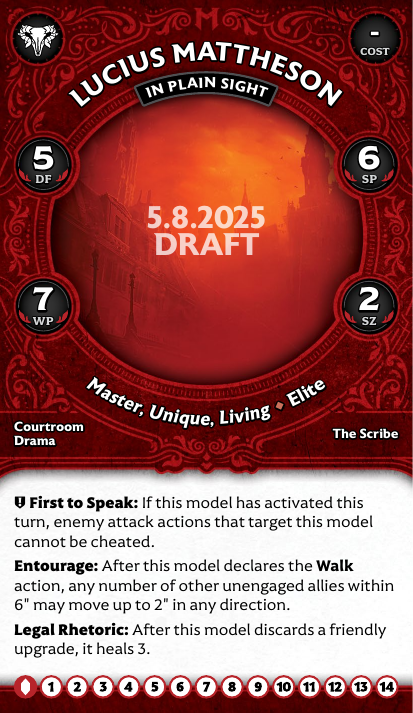 -
COST
LUCIUS MATTHESON
IN PLAIN SIGHT
5
DF
6
SP
5.8.2025
DRAFT
7
WP
2
SZ
Master, Unique, Living ♦ Elite
Courtroom
Drama
The Scribe
First to Speak: If this model has activated this
turn, enemy attack actions that target this model
cannot be cheated.
Entourage: After this model declares the Walk
action, any number of other unengaged allies within
6" may move up to 2" in any direction.
Legal Rhetoric: After this model discards a friendly
upgrade, it heals 3.
1 2 3 4 5 6 7 8 9 10 11 12 13 14